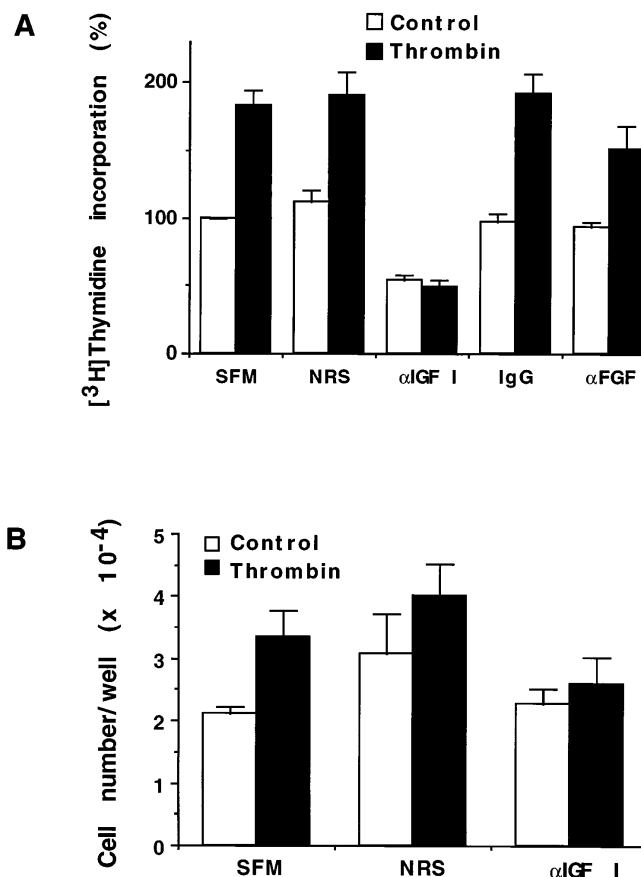 A
[³H]Thymidine incorporation (%)
Control
Thrombin
200
100
0
SFM NRS αIGF I IgG αFGF
B
Cell number/well (x 10⁻⁴)
Control
Thrombin
5
4
3
2
1
0
SFM NRS αIGF I